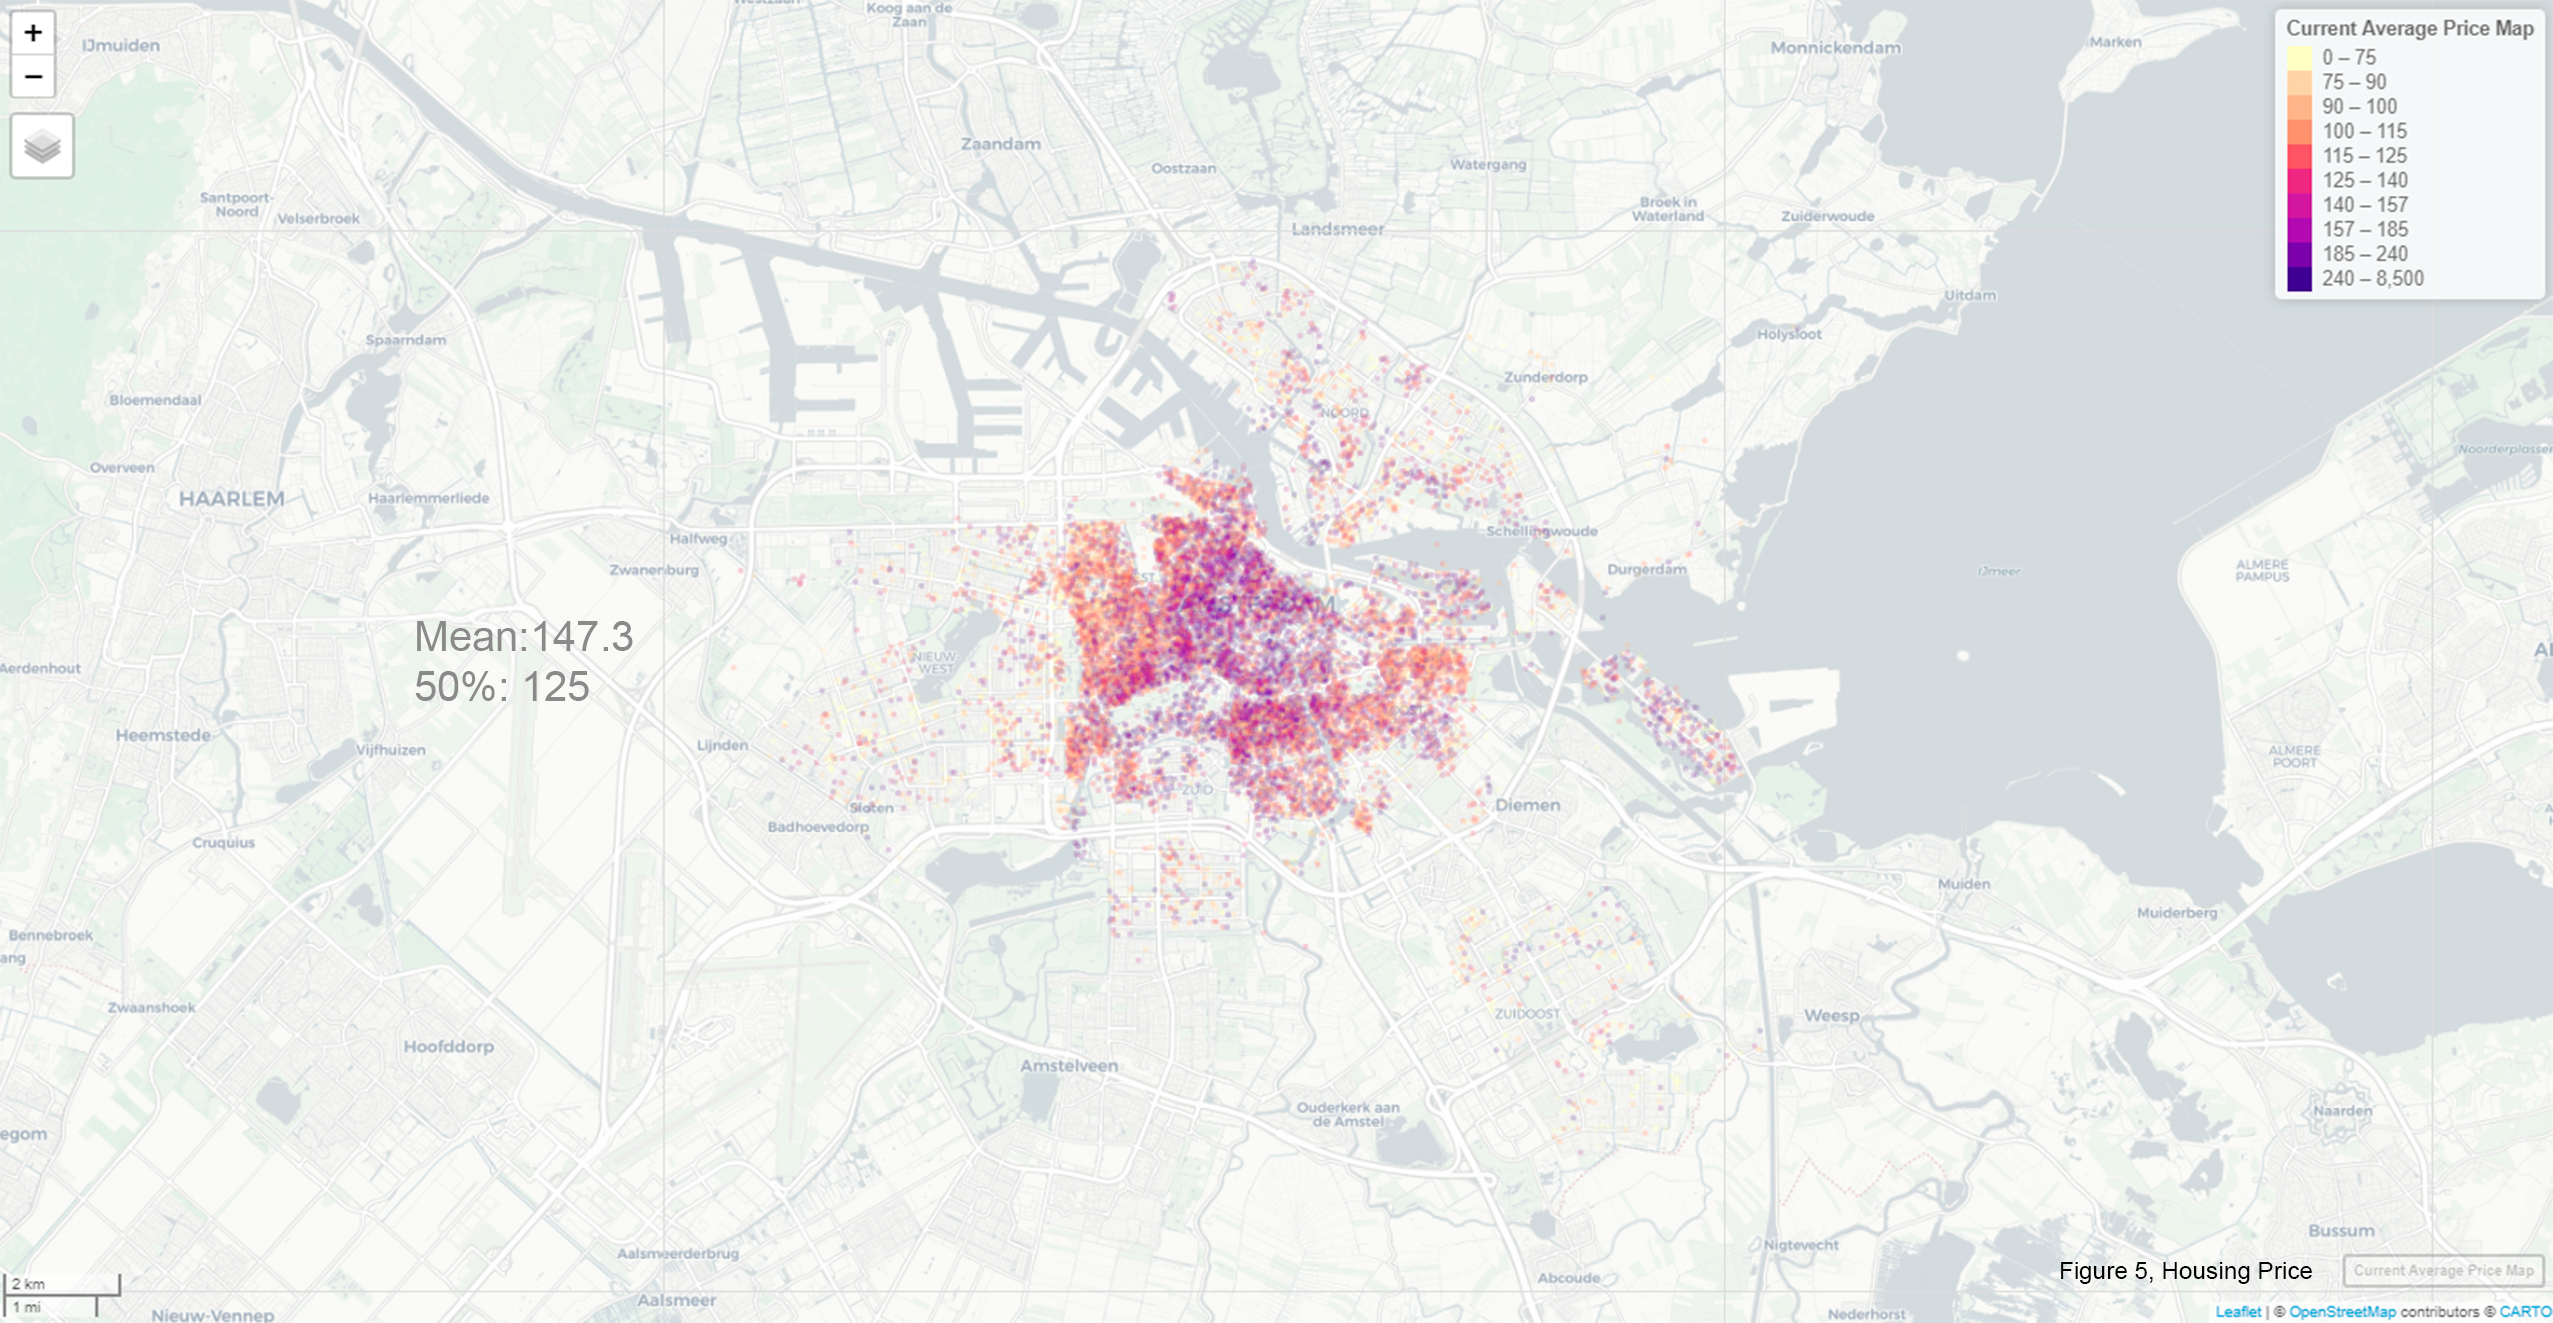 Westzaan
Koog aan de
Zaan
IJmuiden
Monnickendam
Marken
Current Average Price Map
0 – 75
75 – 90
90 – 100
100 – 115
115 – 125
125 – 140
140 – 157
157 – 185
185 – 240
240 – 8,500
+
−
Zaandam
Oostzaan
Watergang
Santpoort-
Noord
Velserbroek
Broek in
Waterland
Zuiderwoude
Landsmeer
Uitdam
Spaarndam
Holysloot
Zunderdorp
Bloemendaal
NOORD
Overveen
Noorderplassen
HAARLEM
Haarlemmerliede
Schellingwoude
Halfweg
Zwanenburg
Durgerdam
IJmeer
ALMERE
PAMPUS
Mean:147.3
50%: 125
NIEUW-
WEST
Aerdenhout
Heemstede
Vijfhuizen
Lijnden
ALMERE
POORT
ZUID
Sloten
Badhoevedorp
Diemen
Cruquius
Muiden
Muiderberg
Bennebroek
ang
Zwaanshoek
ZUIDOOST
Weesp
Hoofddorp
Amstelveen
Ouderkerk aan
de Amstel
Naarden
egom
Bussum
Nigtevecht
Aalsmeerderbrug
Abcoude
Figure 5, Housing Price
Current Average Price Map
2 km
1 mi
Aalsmeer
Nieuw-Vennep
Nederhorst
Leaflet | © OpenStreetMap contributors © CARTO